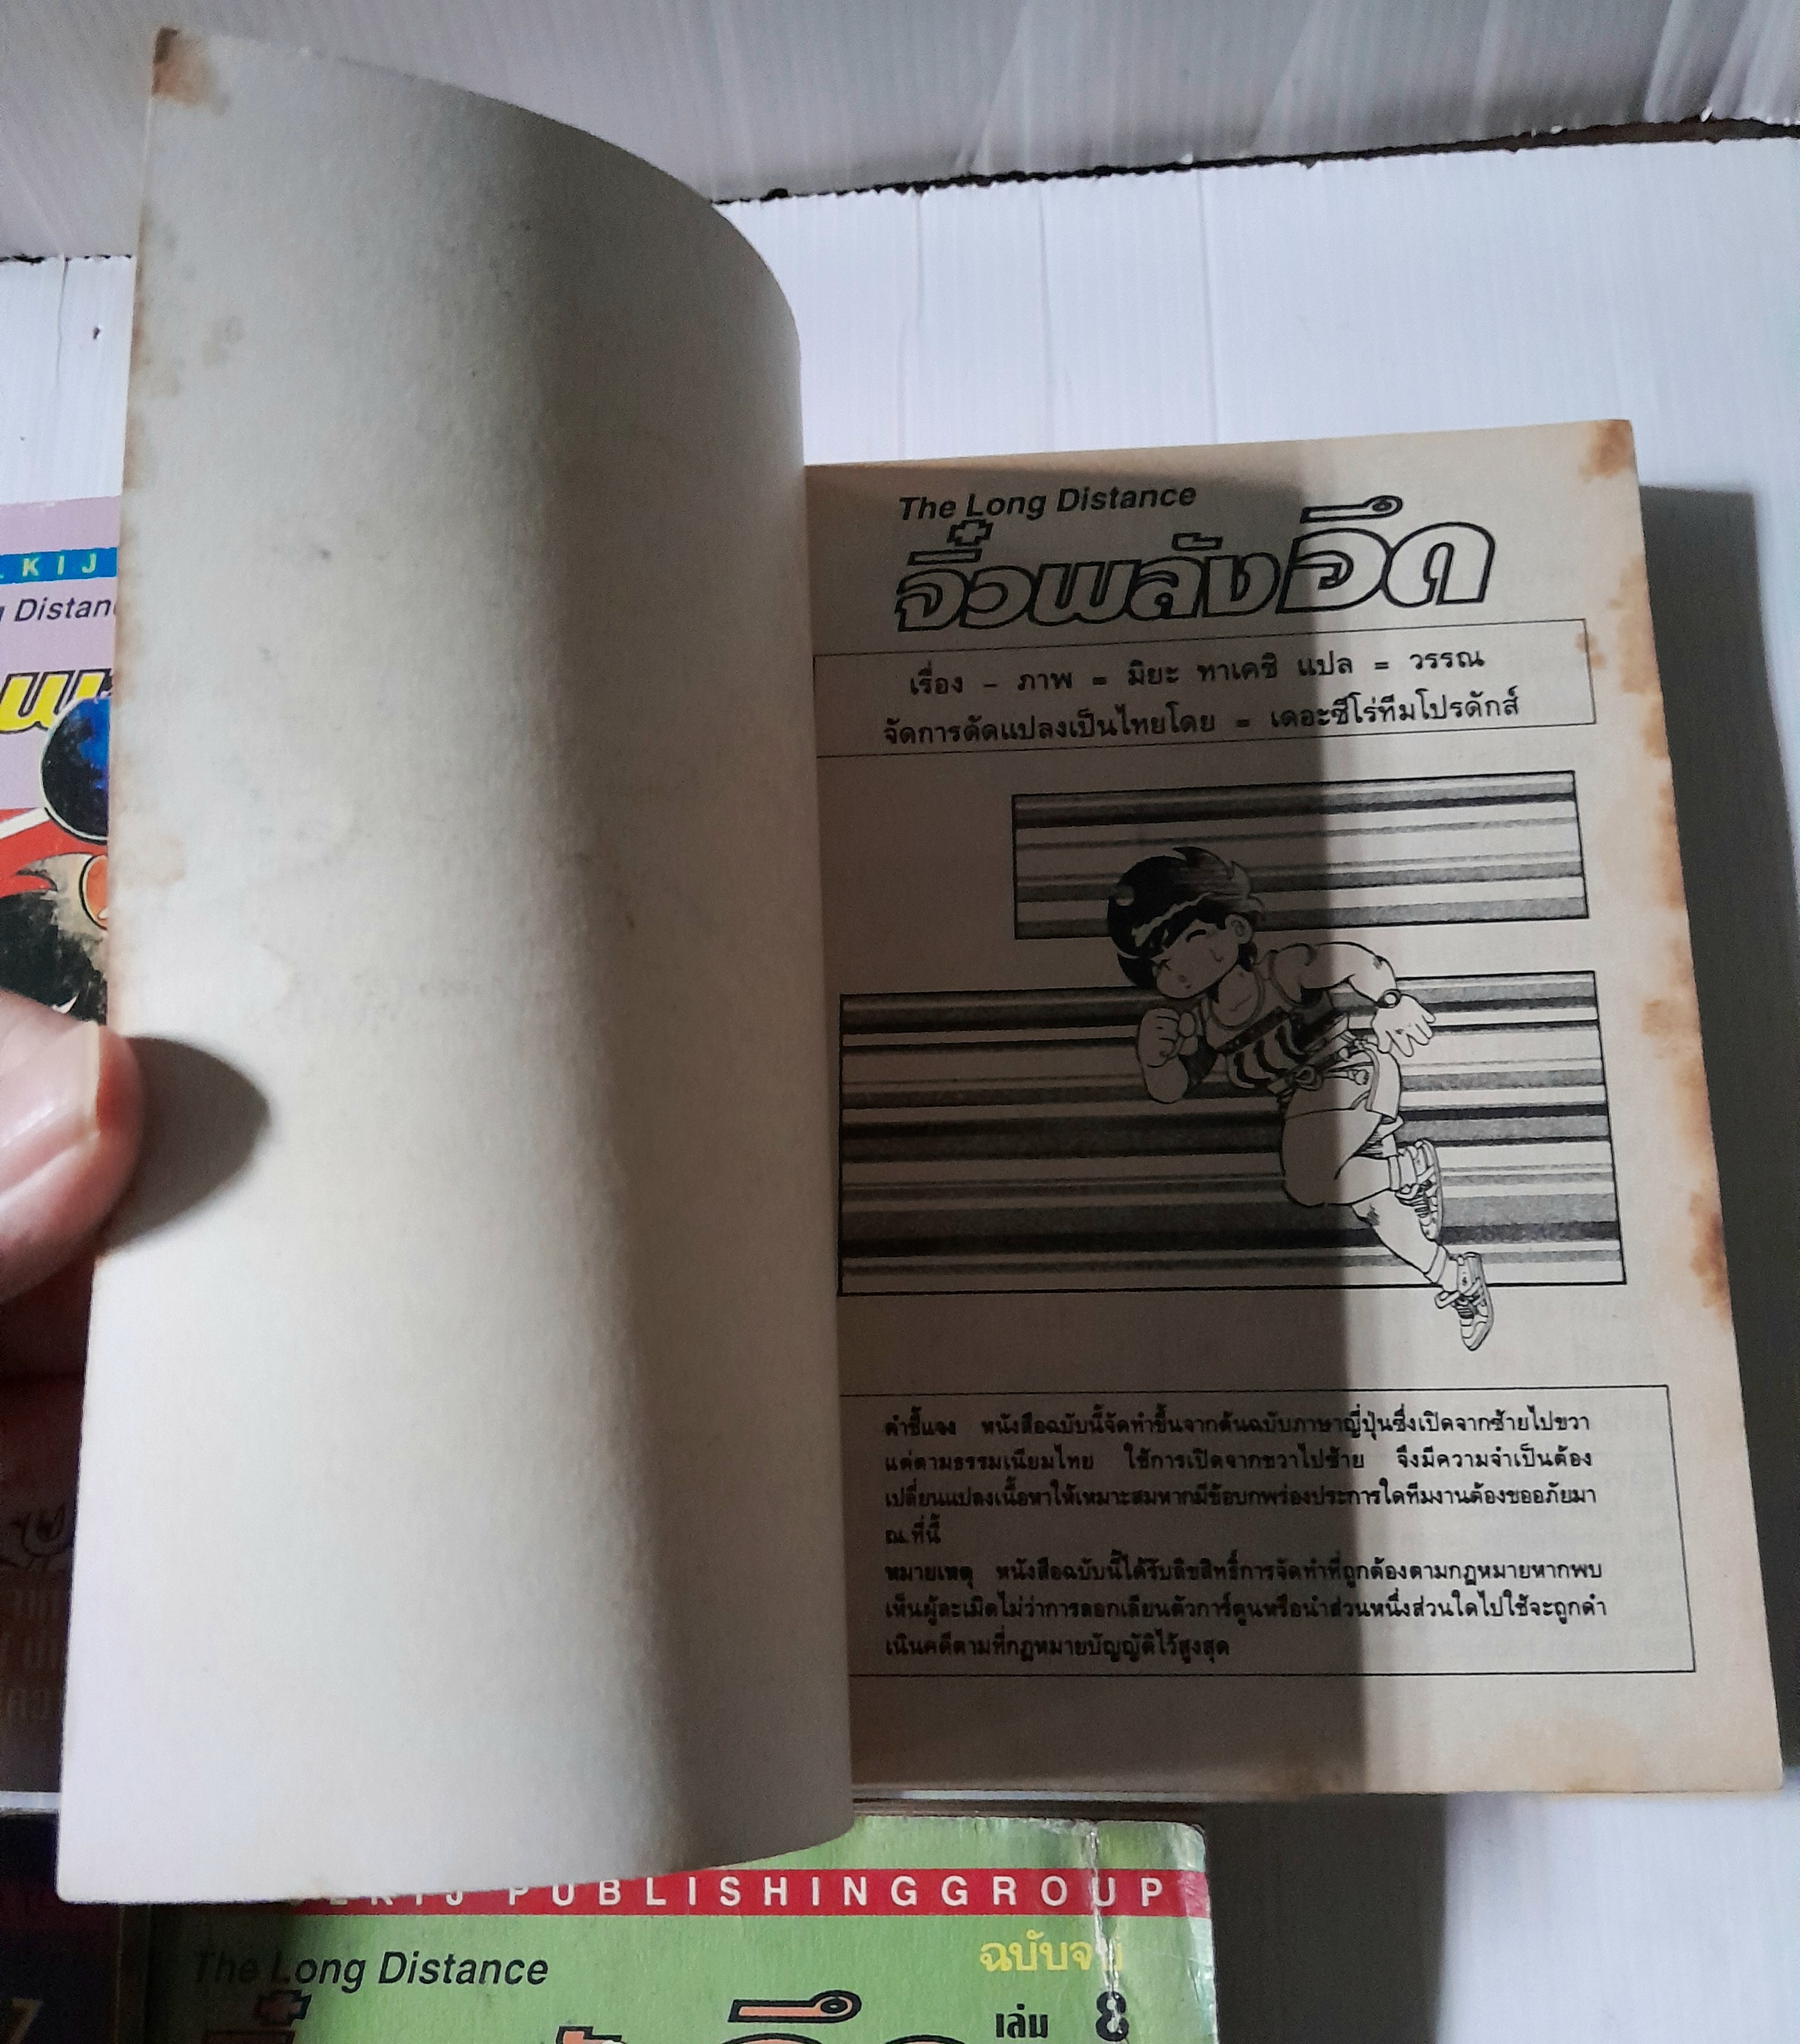 The Long Distance
จิ๋วพลังอึด
เรื่อง - ภาพ = มิยะ ทาเคชิ แปล = วรรณ
จัดการดัดแปลงเป็นไทยโดย = เดอะซีโร่ทีมโปรดักส์
คำชี้แจง หนังสือฉบับนี้จัดทำขึ้นจากต้นฉบับภาษาญี่ปุ่นซึ่งเปิดจากซ้ายไปขวา
แต่ตามธรรมเนียมไทย ใช้การเปิดจากขวาไปซ้าย จึงมีความจำเป็นต้อง
เปลี่ยนแปลงเนื้อหาให้เหมาะสมหากมีข้อบกพร่องประการใดทีมงานต้องขออภัยมา
ณ.ที่นี้
หมายเหตุ หนังสือฉบับนี้ได้รับลิขสิทธิ์การจัดทำที่ถูกต้องตามกฎหมายหากพบ
เห็นผู้ละเมิดไม่ว่าการลอกเลียนตัวการ์ตูนหรือนำส่วนหนึ่งส่วนใดไปใช้จะถูกดำ
เนินคดีตามที่กฎหมายบัญญัติไว้สูงสุด
KIJ
Distan
พ
PUBLISHINGGROUP
The Long Distance
ฉบับจบ
เล่ม 8
7